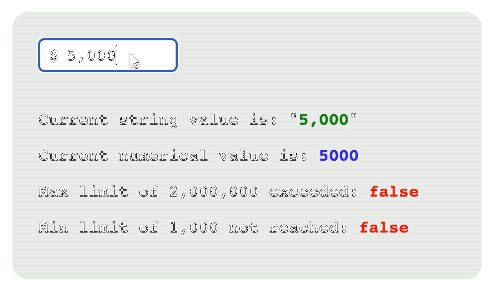 $ 5,000
Current string value is: "5,000"
Current numerical value is: 5000
Max limit of 2,000,000 exceeded: false
Min limit of 1,000 not reached: false